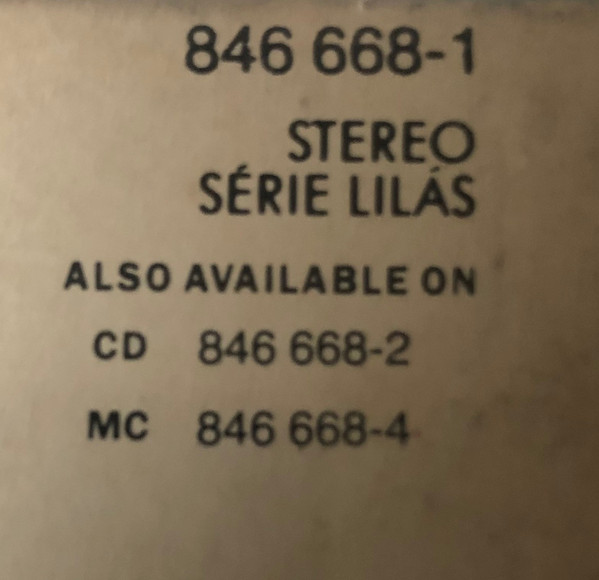 846 668-1
STEREO
SÉRIE LILÁS
ALSO AVAILABLE ON
CD 846 668-2
MC 846 668-4